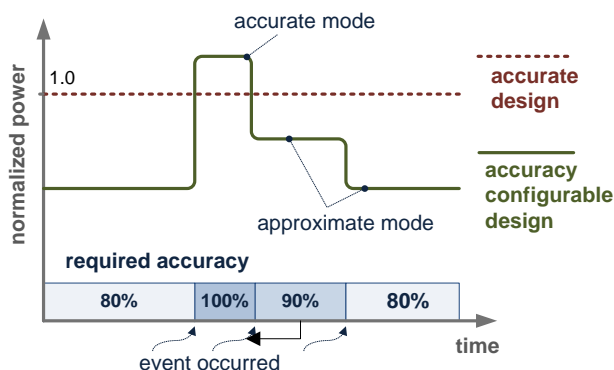 accurate mode
1.0
accurate
design
normalized power
accuracy
configurable
design
approximate mode
required accuracy
80%
100%
90%
80%
time
event occurred